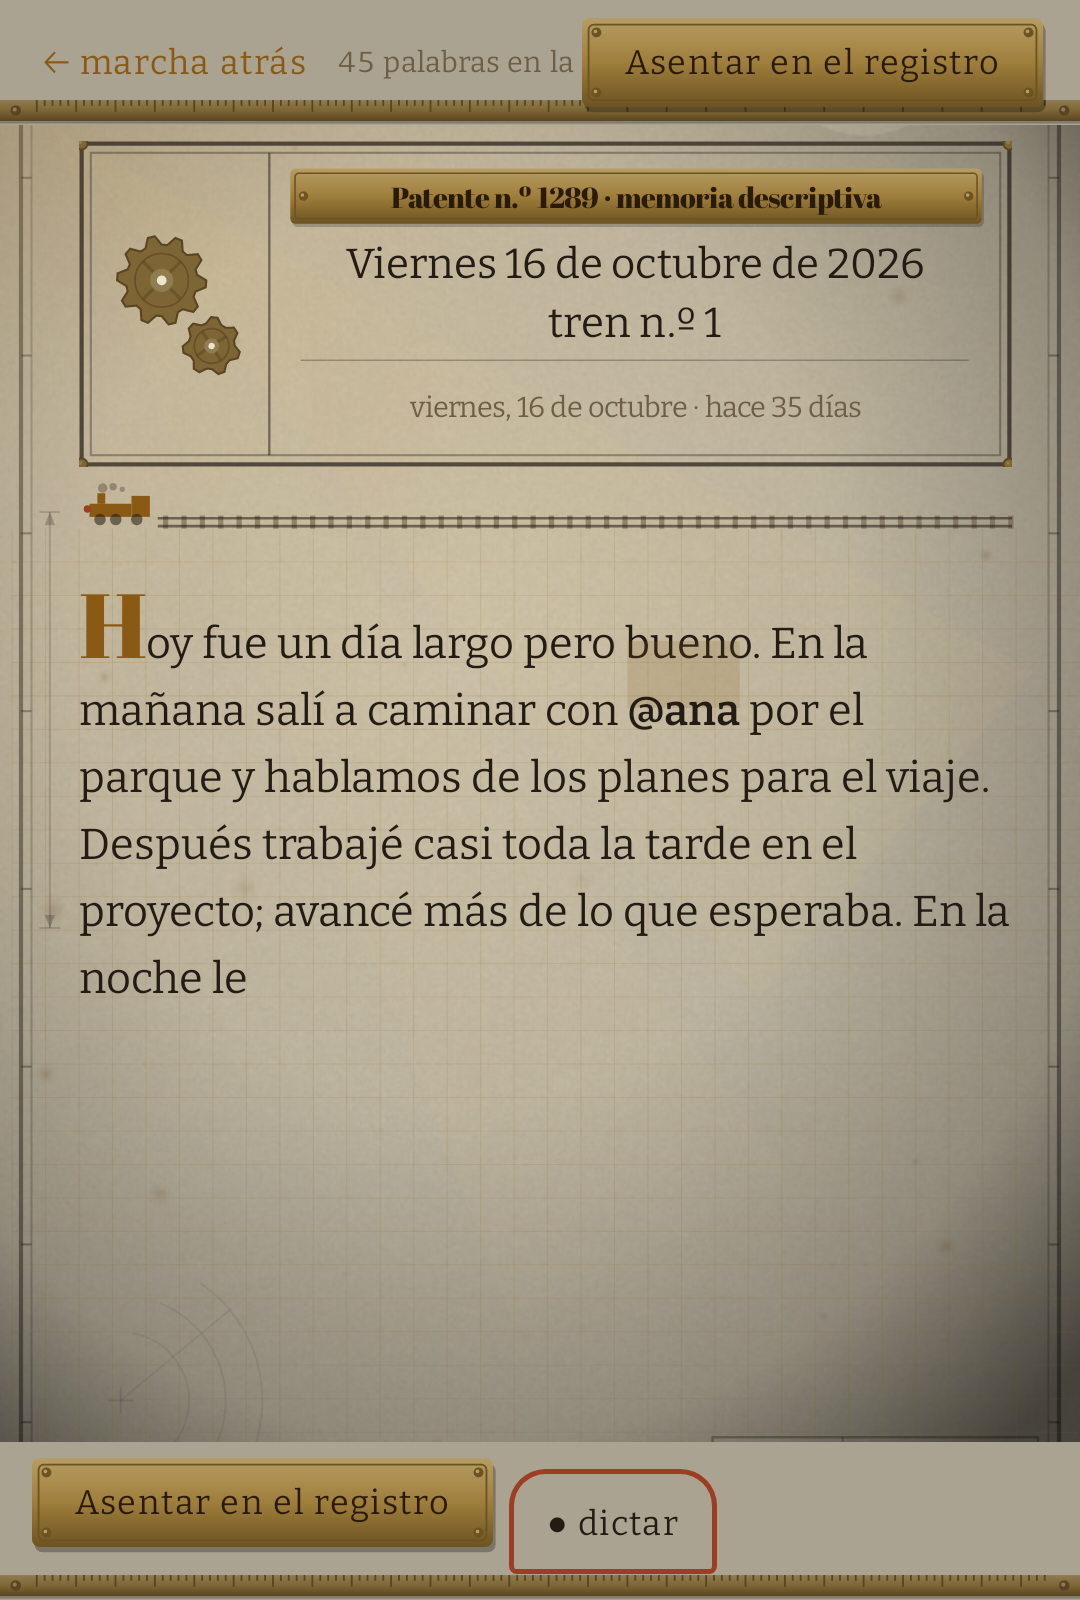 ← marcha atrás 45 palabras en la Asentar en el registro
Patente n.º 1289 · memoria descriptiva
Viernes 16 de octubre de 2026
tren n.º 1
viernes, 16 de octubre · hace 35 días
Hoy fue un día largo pero bueno. En la
mañana salí a caminar con @ana por el
parque y hablamos de los planes para el viaje.
Después trabajé casi toda la tarde en el
proyecto; avancé más de lo que esperaba. En la
noche le
Asentar en el registro • dictar